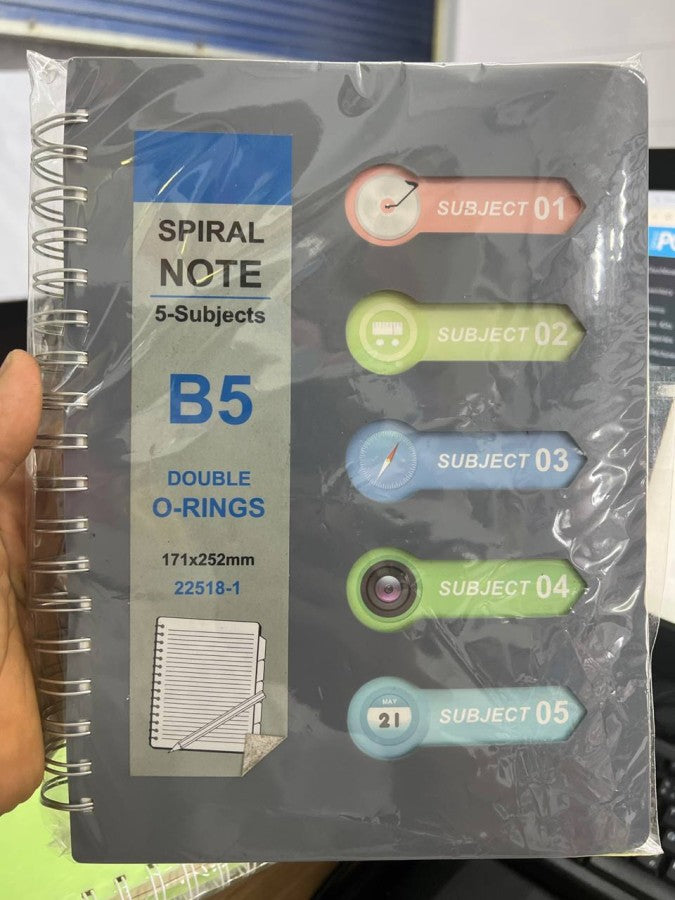 SPIRAL
NOTE
5-Subjects
B5
DOUBLE
O-RINGS
171x252mm
22518-1
SUBJECT 01
SUBJECT 02
SUBJECT 03
SUBJECT 04
MAY
21
SUBJECT 05